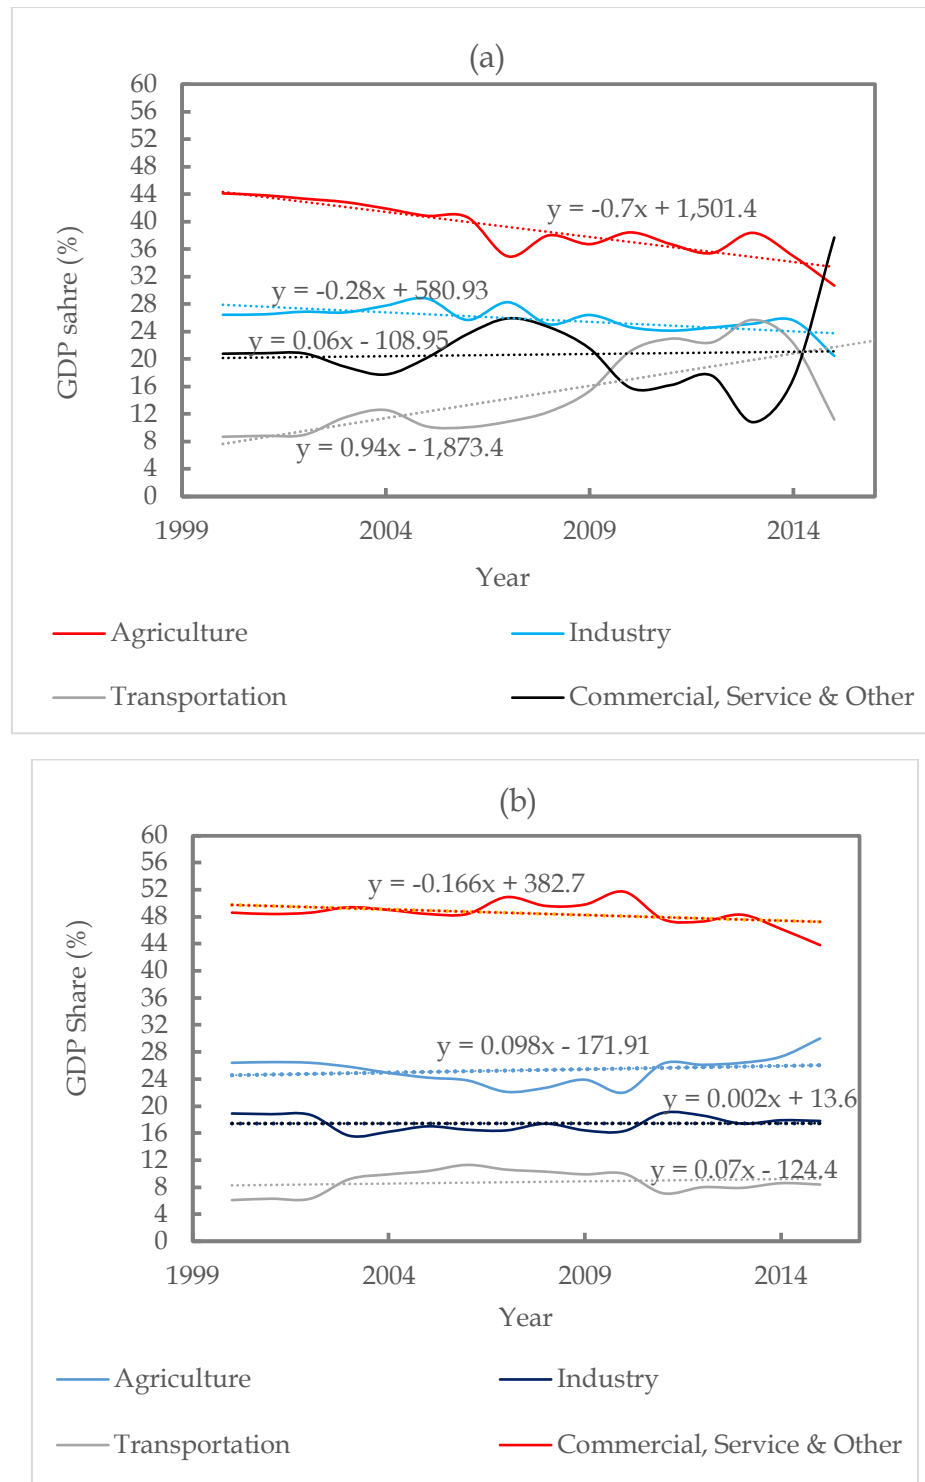 (a)
60
56
52
48
44
40
36
32
28
24
20
16
12
8
4
0
GDP sahre (%)
y = -0.7x + 1,501.4
y = -0.28x + 580.93
y = 0.06x - 108.95
y = 0.94x - 1,873.4
1999 2004 2009 2014
Year
Agriculture Industry
Transportation Commercial, Service & Other
(b)
60
56
52
48
44
40
36
32
28
24
20
16
12
8
4
0
GDP Share (%)
y = -0.166x + 382.7
y = 0.098x - 171.91
y = 0.002x + 13.6
y = 0.07x - 124.4
1999 2004 2009 2014
Year
Agriculture Industry
Transportation Commercial, Service & Other